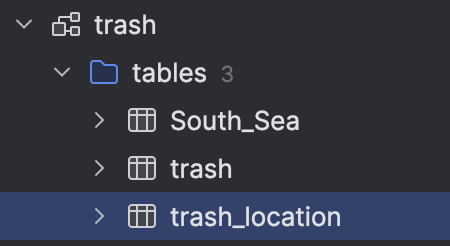 trash
tables 3
South_Sea
trash
trash_location